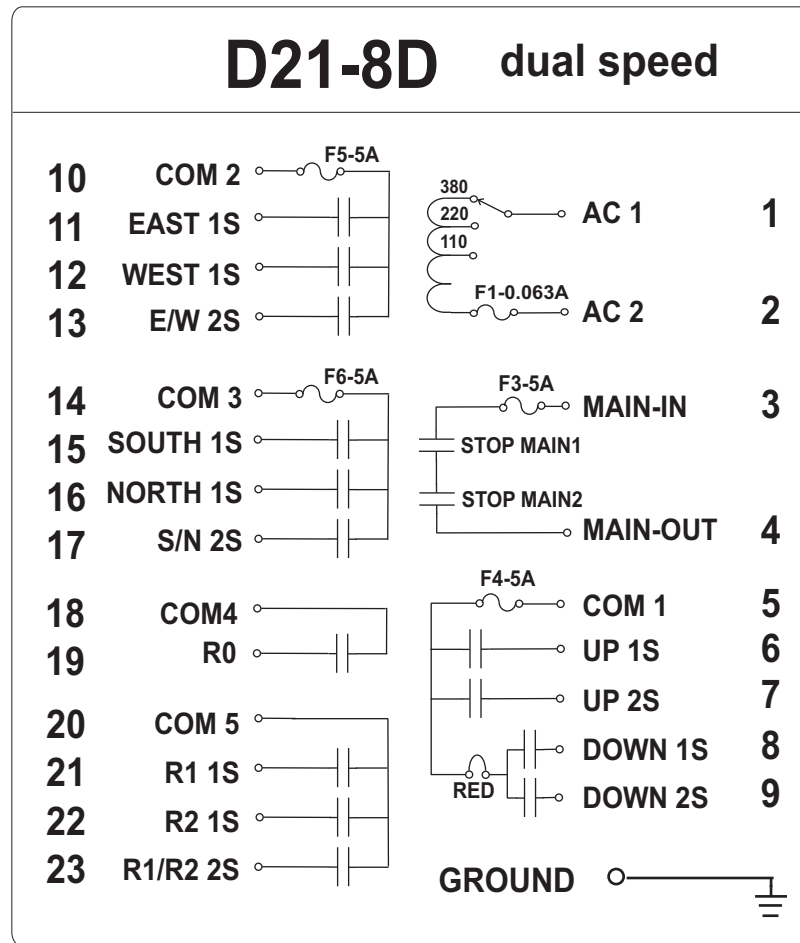 D21-8D dual speed
F5-5A
10 COM 2
11 EAST 1S
12 WEST 1S
13 E/W 2S
F6-5A
14 COM 3
15 SOUTH 1S
16 NORTH 1S
17 S/N 2S
18 COM4
19 R0
20 COM 5
21 R1 1S
22 R2 1S
23 R1/R2 2S
380
220
110
AC 1 1
F1-0.063A
AC 2 2
F3-5A
MAIN-IN 3
STOP MAIN1
STOP MAIN2
MAIN-OUT 4
F4-5A
COM 1 5
UP 1S 6
UP 2S 7
DOWN 1S 8
RED
DOWN 2S 9
GROUND